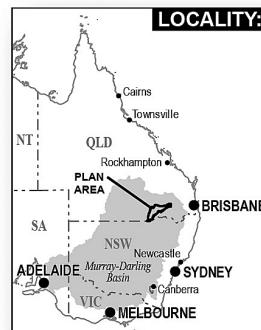 LOCALITY:
Cairns
Townsville
NT
QLD
Rockhampton
PLAN
AREA
BRISBANE
SA
NSW
Newcastle
ADELAIDE
Murray-Darling
Basin
SYDNEY
Canberra
VIC
MELBOURNE